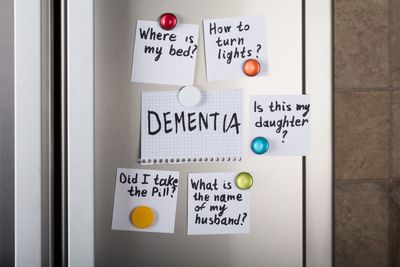 Where is
my bed?
How to
turn
lights?
DEMENTIA
Is this my
daughter
?
Did I take
the Pill?
What is
the name
of my
husband?